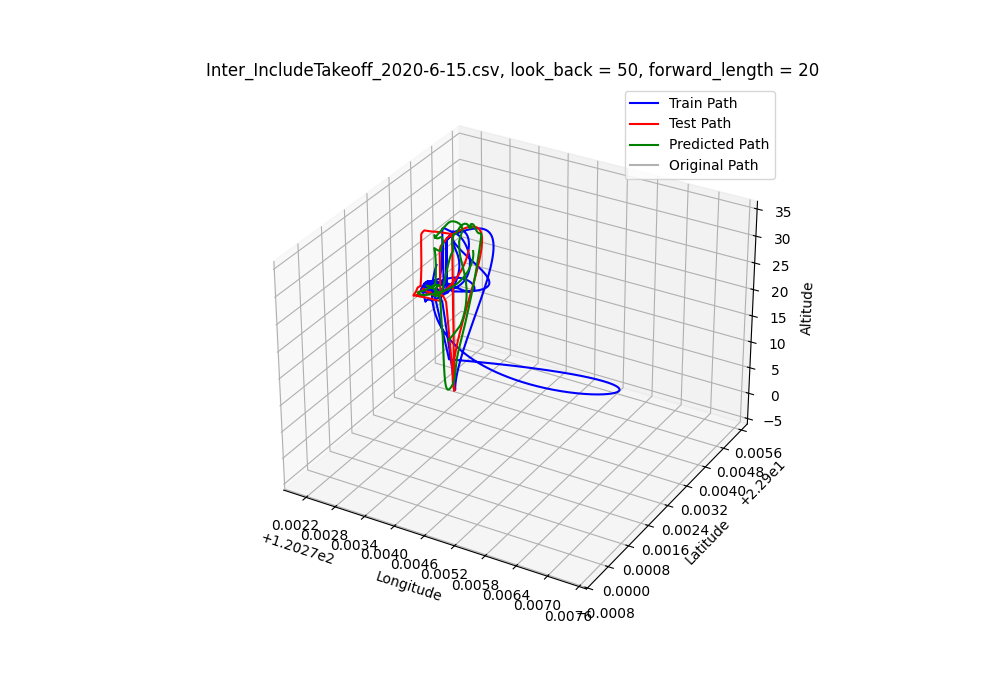 Inter_IncludeTakeoff_2020-6-15.csv, look_back = 50, forward_length = 20
Train Path
Test Path
Predicted Path
Original Path
35
30
25
20
15
10
5
0
−5
Altitude
0.0056
0.0048
0.0040
0.0032
0.0024
0.0016
0.0008
0.0000
−0.0008
+2.29e1
Latitude
0.0022
0.0028
0.0034
0.0040
0.0046
0.0052
0.0058
0.0064
0.0070
0.0076
+1.2027e2
Longitude